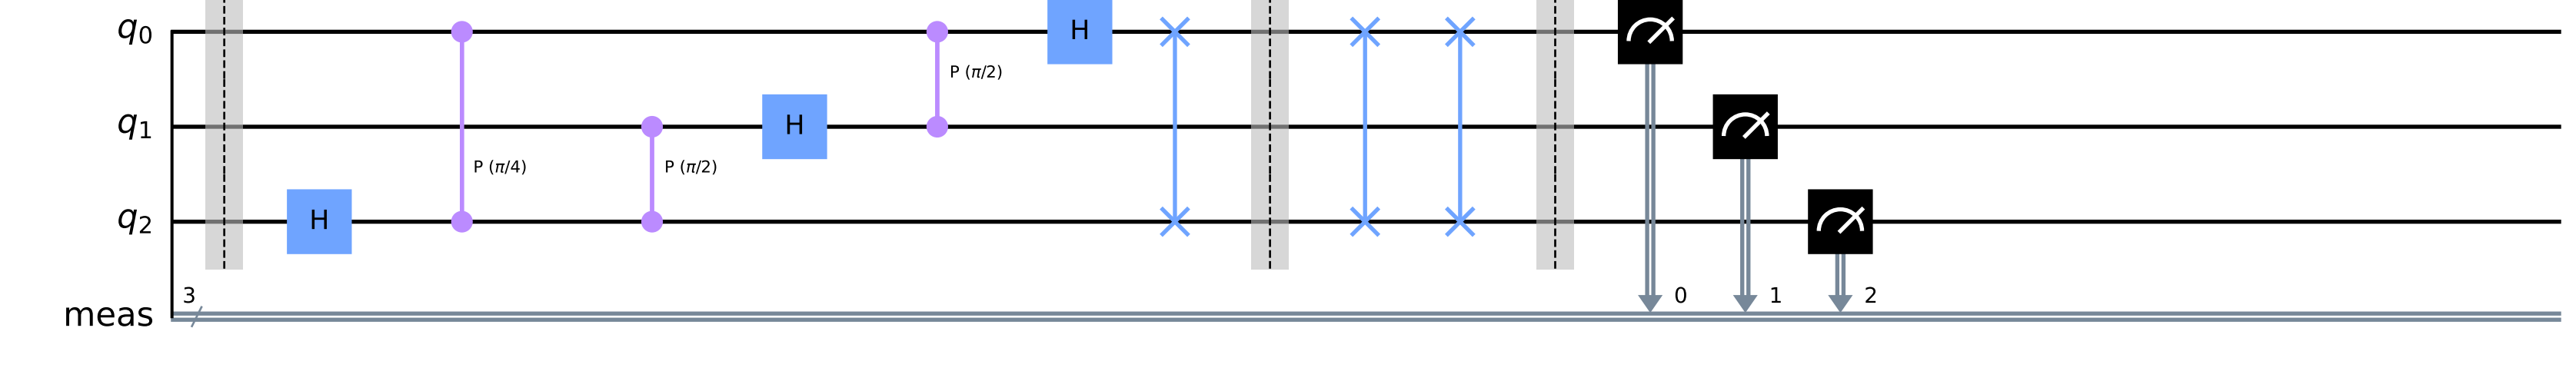 q0 H
P (π/2)
q1 H
P (π/4) P (π/2)
q2 H
3 0 1 2
meas